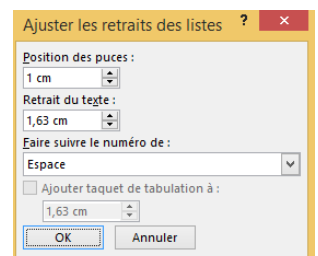 Ajuster les retraits des listes ? ×
Position des puces :
1 cm
Retrait du texte :
1,63 cm
Faire suivre le numéro de :
Espace
Ajouter taquet de tabulation à :
1,63 cm
OK Annuler